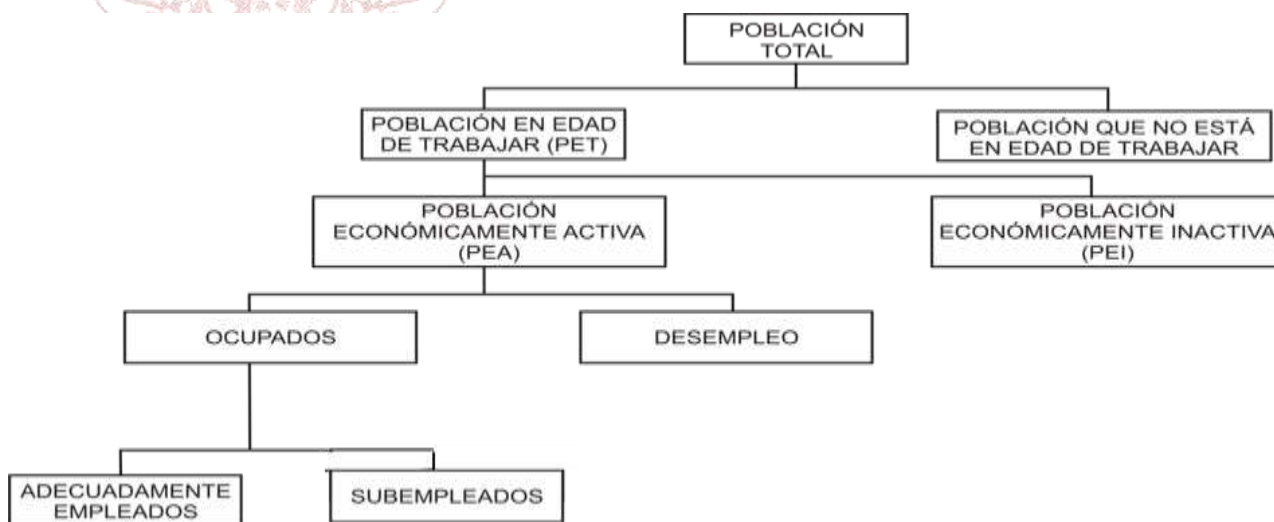 POBLACIÓN
TOTAL
POBLACIÓN EN EDAD
DE TRABAJAR (PET)
POBLACIÓN QUE NO ESTÁ
EN EDAD DE TRABAJAR
POBLACIÓN
ECONÓMICAMENTE ACTIVA
(PEA)
POBLACIÓN
ECONÓMICAMENTE INACTIVA
(PEI)
OCUPADOS
DESEMPLEO
ADECUADAMENTE
EMPLEADOS
SUBEMPLEADOS